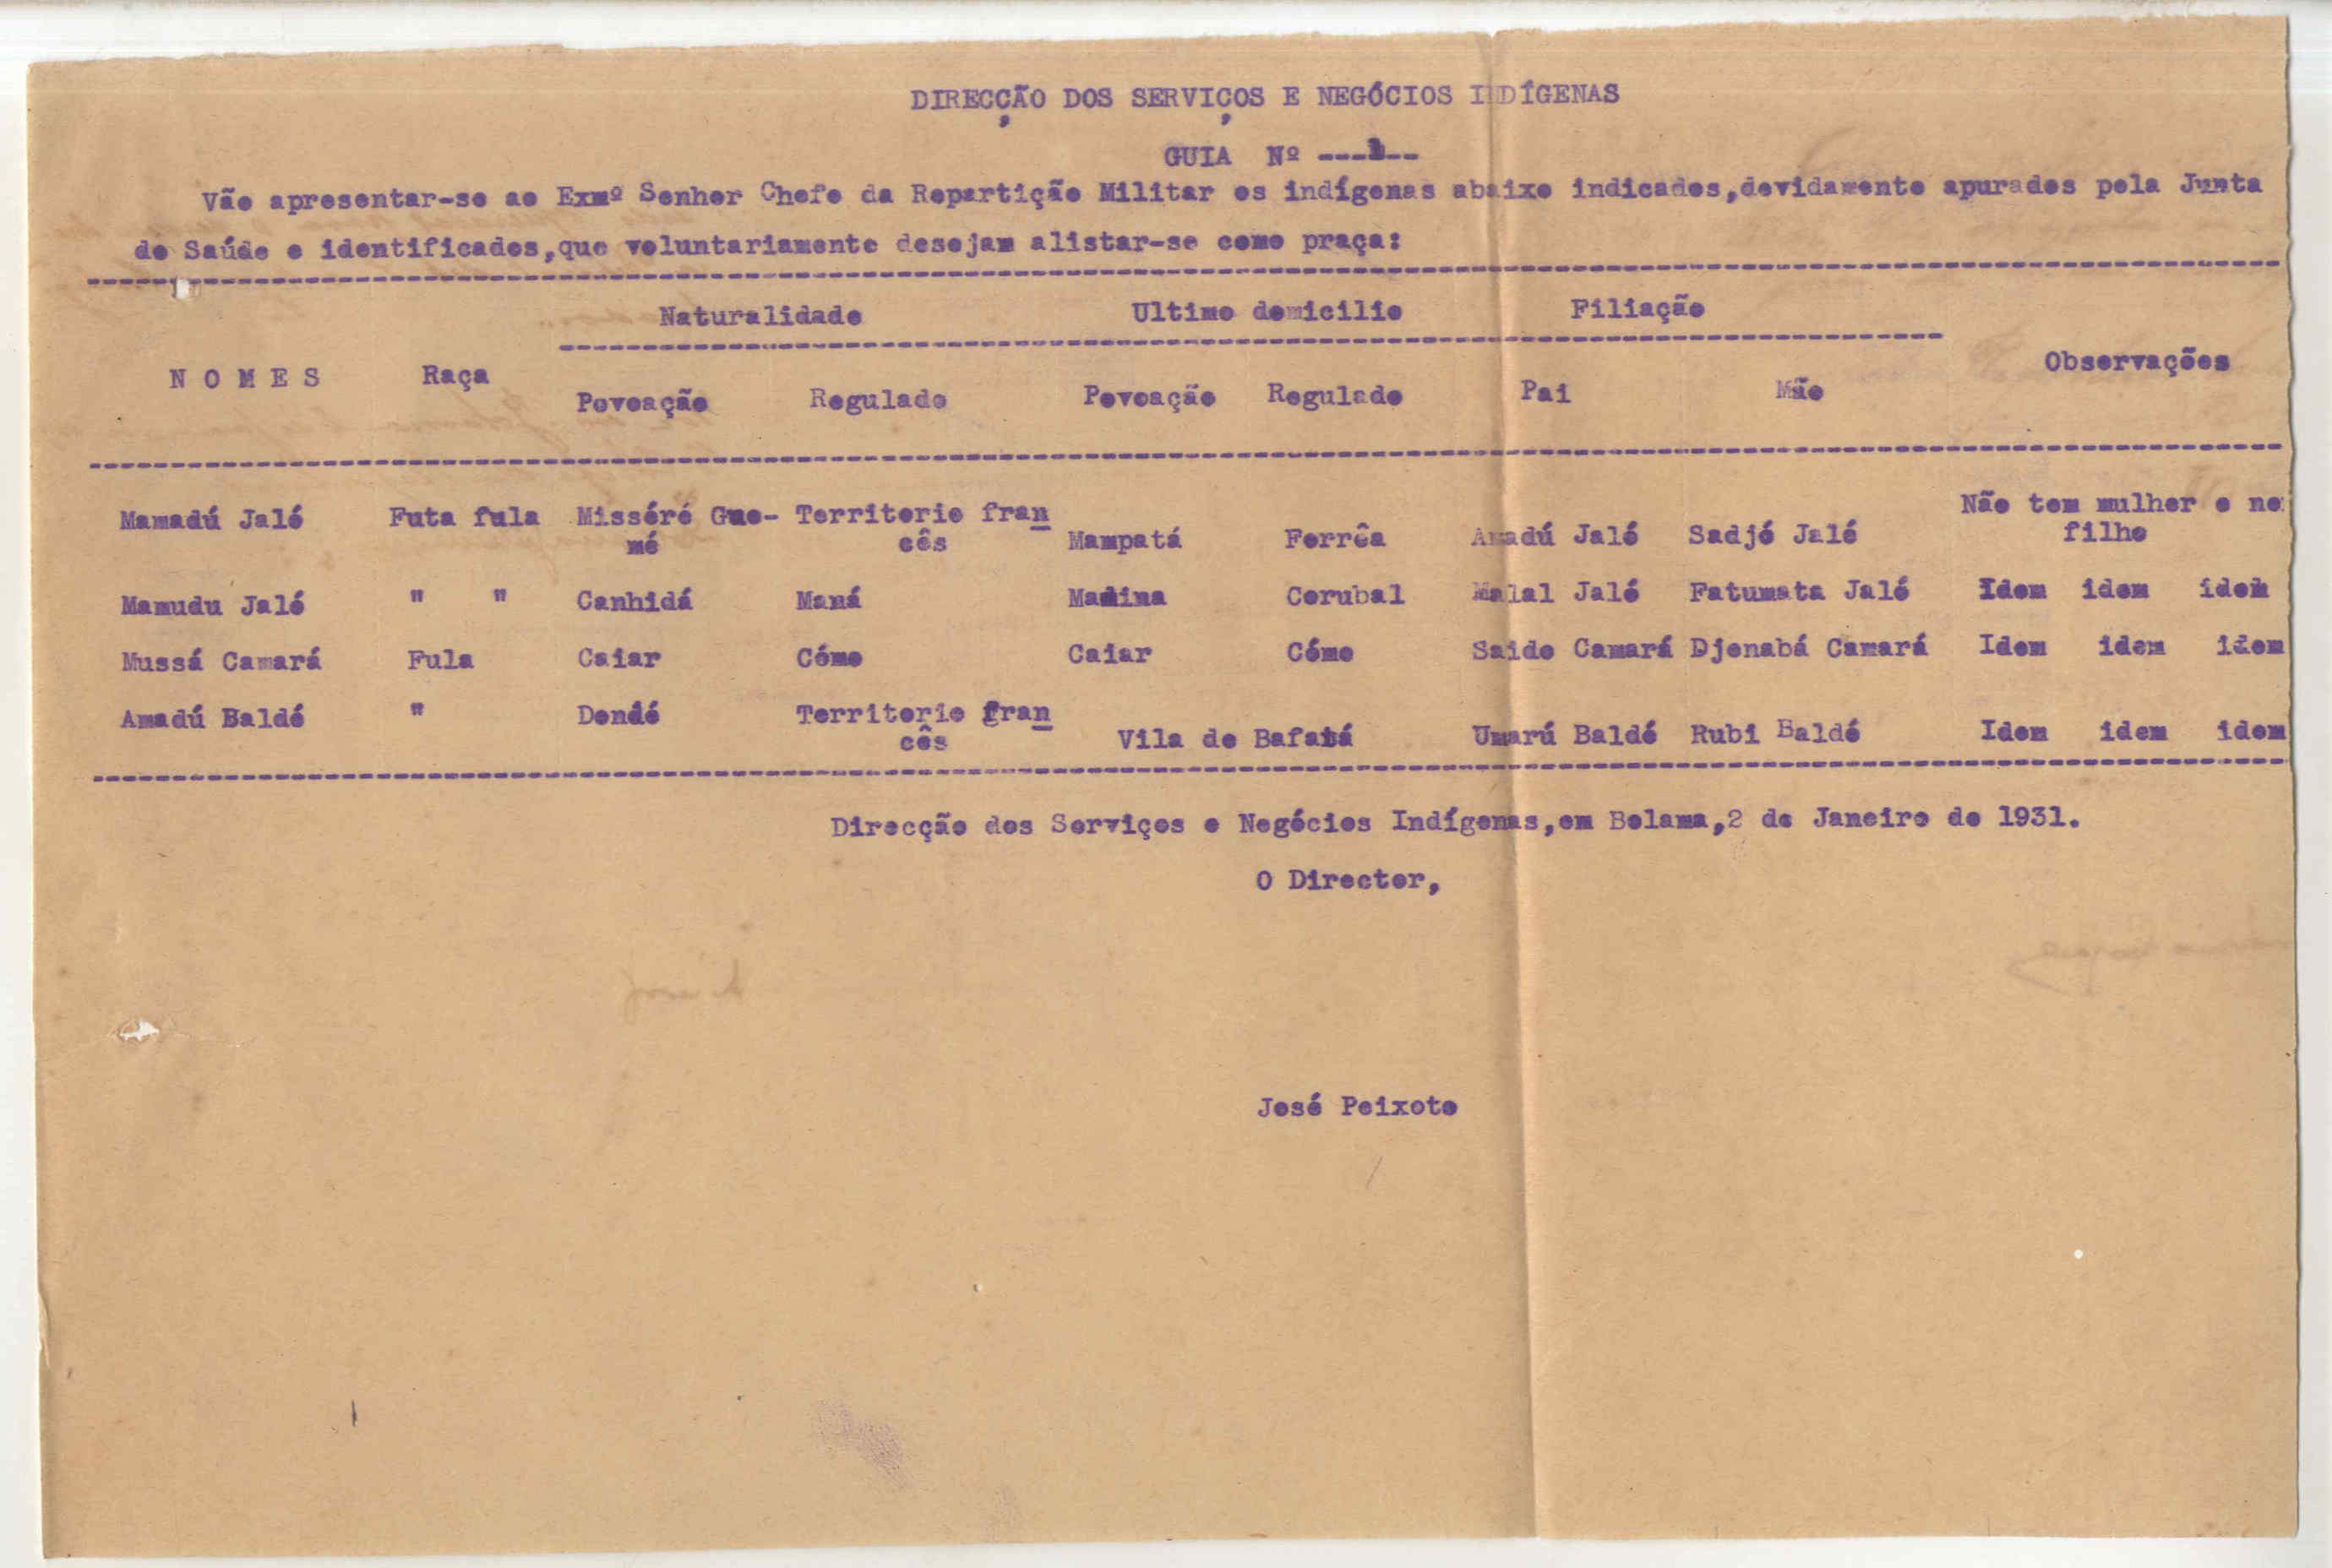 DIRECÇÃO DOS SERVIÇOS E NEGÓCIOS INDÍGENAS
GUIA Nº ---1--
Vão apresentar-se ao Exmº Senhor Chefe da Repartição Militar os indígenas abaixo indicados,devidamente apurados pela Junta
de Saúde e identificados,que voluntariamente desejam alistar-se como praça:
Naturalidade Ultimo domicilio Filiação
NOMES Raça Observações
Povoação Regulado Povoação Regulado Pai Mãe
Mamadú Jaló Futa fula Misséré Gue- Territorio fran Mampatá Forrêa Amadú Jaló Sadjó Jaló Não tem mulher e ne
mé cês filho
Mamudu Jaló " " Canhidá Maná Madina Corubal Malal Jaló Fatumata Jaló Idem idem idem
Mussá Camará Fula Caiar Cómo Caiar Cómo Saido Camará Djenabá Camará Idem idem idem
Amadú Baldé " Dendé Territorio fran Vila de Bafatá Umarú Baldé Rubi Baldé Idem idem idem
cês
Direcção dos Serviços e Negócios Indígenas,em Bolama,2 de Janeiro de 1931.
O Director,
José Peixoto